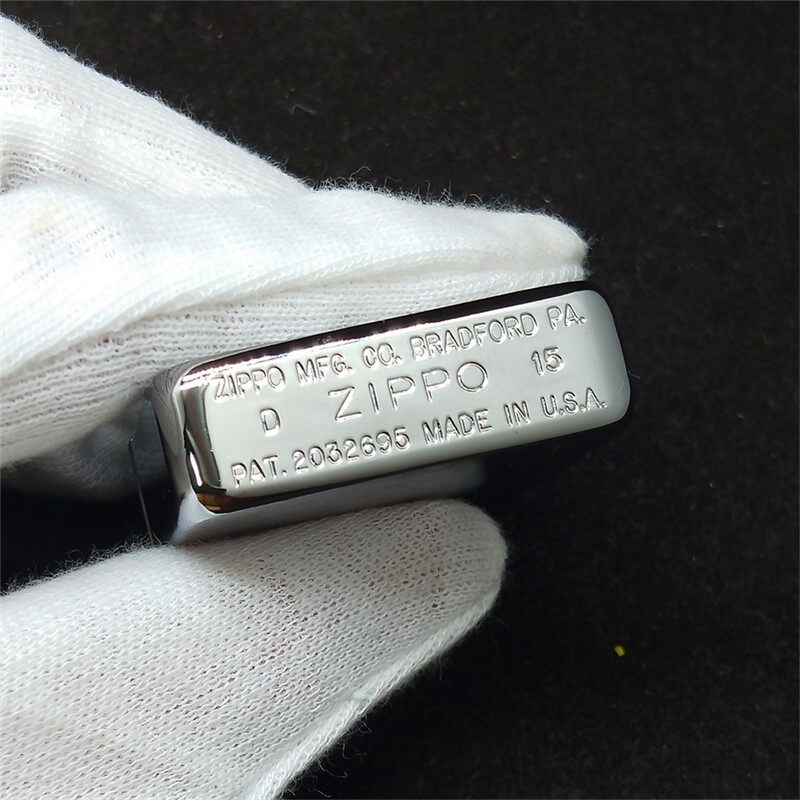 ZIPPO MFG. CO. BRADFORD PA.
D ZIPPO 15
PAT. 2032695 MADE IN U.S.A.